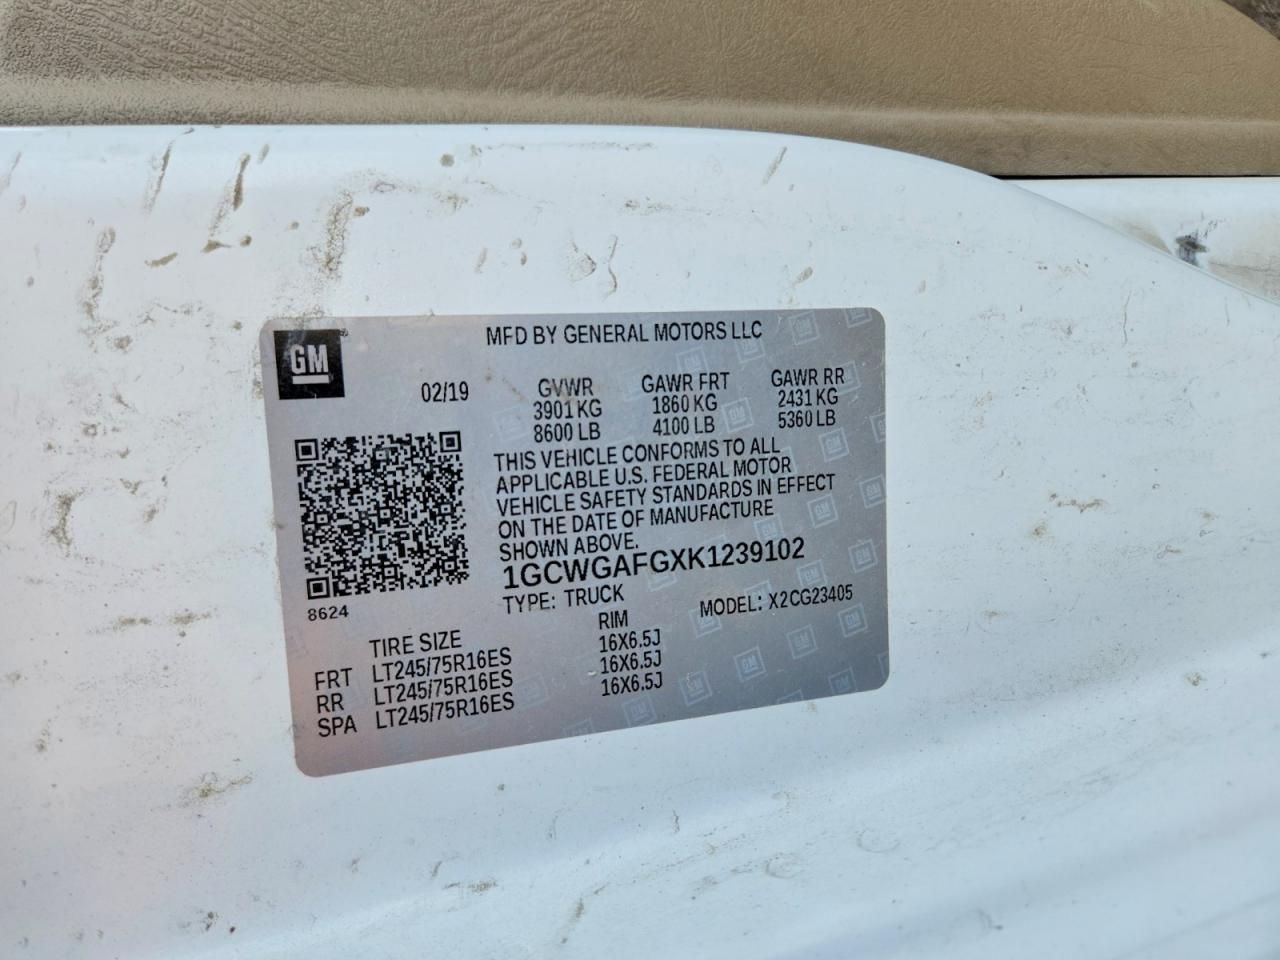 GM
MFD BY GENERAL MOTORS LLC
02/19 GVWR GAWR FRT GAWR RR
3901 KG 1860 KG 2431 KG
8600 LB 4100 LB 5360 LB
THIS VEHICLE CONFORMS TO ALL
APPLICABLE U.S. FEDERAL MOTOR
VEHICLE SAFETY STANDARDS IN EFFECT
ON THE DATE OF MANUFACTURE
SHOWN ABOVE.
1GCWGAFGXK1239102
8624 TYPE: TRUCK MODEL: X2CG23405
TIRE SIZE RIM
FRT LT245/75R16ES 16X6.5J
RR LT245/75R16ES 16X6.5J
SPA LT245/75R16ES 16X6.5J